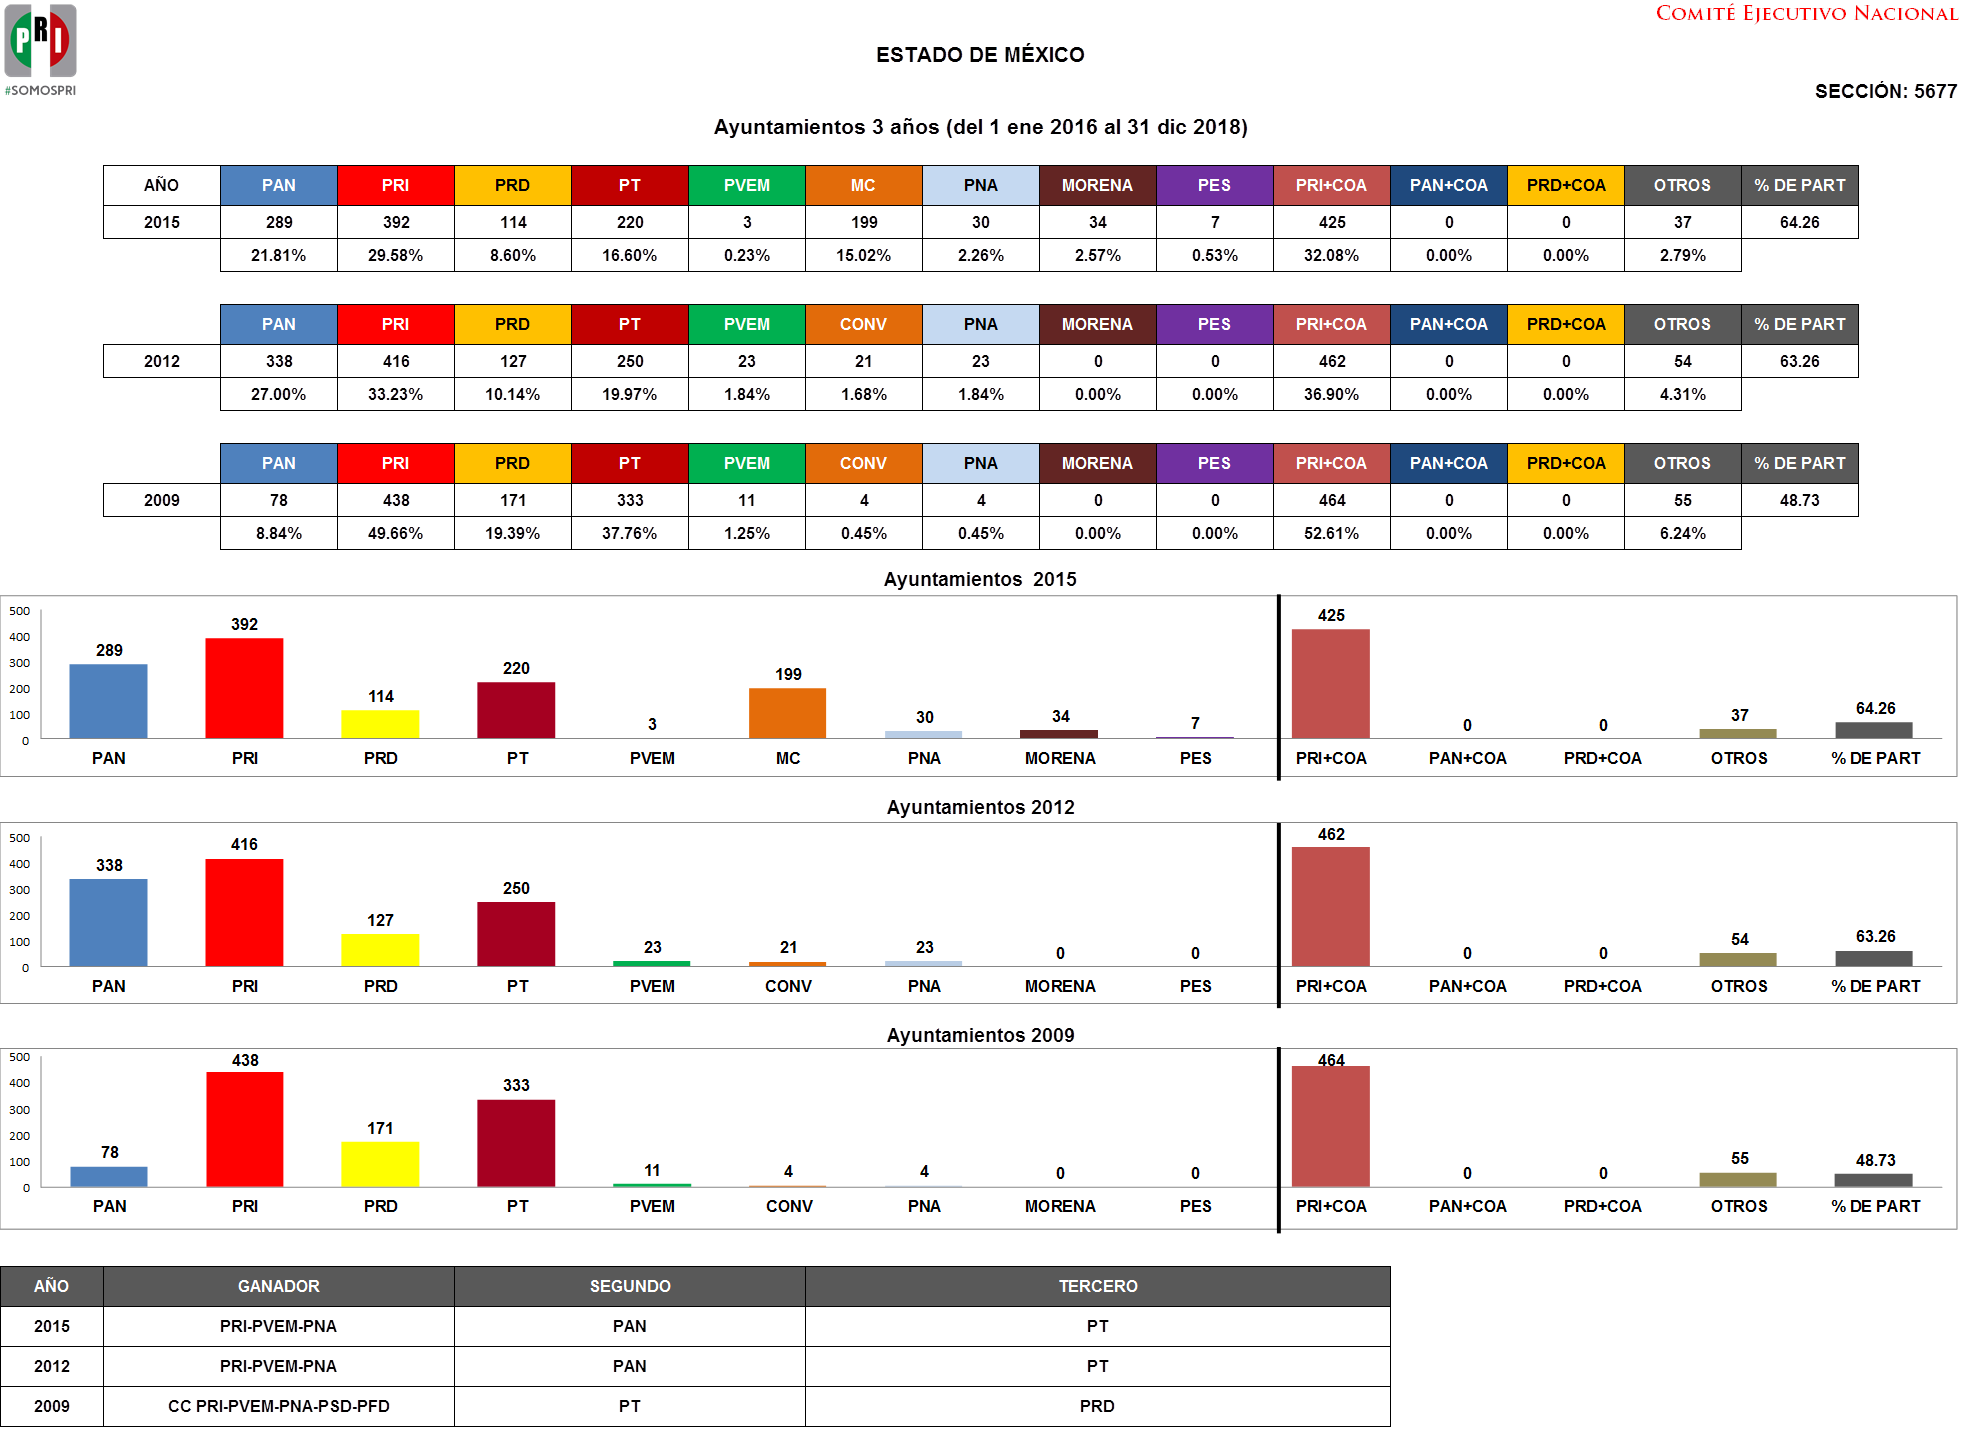 PRI
#SOMOSPRI
COMITÉ EJECUTIVO NACIONAL
ESTADO DE MÉXICO
SECCIÓN: 5677
Ayuntamientos 3 años (del 1 ene 2016 al 31 dic 2018)
AÑO PAN PRI PRD PT PVEM MC PNA MORENA PES PRI+COA PAN+COA PRD+COA OTROS % DE PART
2015 289 392 114 220 3 199 30 34 7 425 0 0 37 64.26
21.81% 29.58% 8.60% 16.60% 0.23% 15.02% 2.26% 2.57% 0.53% 32.08% 0.00% 0.00% 2.79%
PAN PRI PRD PT PVEM CONV PNA MORENA PES PRI+COA PAN+COA PRD+COA OTROS % DE PART
2012 338 416 127 250 23 21 23 0 0 462 0 0 54 63.26
27.00% 33.23% 10.14% 19.97% 1.84% 1.68% 1.84% 0.00% 0.00% 36.90% 0.00% 0.00% 4.31%
PAN PRI PRD PT PVEM CONV PNA MORENA PES PRI+COA PAN+COA PRD+COA OTROS % DE PART
2009 78 438 171 333 11 4 4 0 0 464 0 0 55 48.73
8.84% 49.66% 19.39% 37.76% 1.25% 0.45% 0.45% 0.00% 0.00% 52.61% 0.00% 0.00% 6.24%
Ayuntamientos 2015
500
400
300
200
100
0
289 392 114 220 3 199 30 34 7 425 0 0 37 64.26
PAN PRI PRD PT PVEM MC PNA MORENA PES PRI+COA PAN+COA PRD+COA OTROS % DE PART
Ayuntamientos 2012
500
400
300
200
100
0
338 416 127 250 23 21 23 0 0 462 0 0 54 63.26
PAN PRI PRD PT PVEM CONV PNA MORENA PES PRI+COA PAN+COA PRD+COA OTROS % DE PART
Ayuntamientos 2009
500
400
300
200
100
0
78 438 171 333 11 4 4 0 0 464 0 0 55 48.73
PAN PRI PRD PT PVEM CONV PNA MORENA PES PRI+COA PAN+COA PRD+COA OTROS % DE PART
AÑO GANADOR SEGUNDO TERCERO
2015 PRI-PVEM-PNA PAN PT
2012 PRI-PVEM-PNA PAN PT
2009 CC PRI-PVEM-PNA-PSD-PFD PT PRD